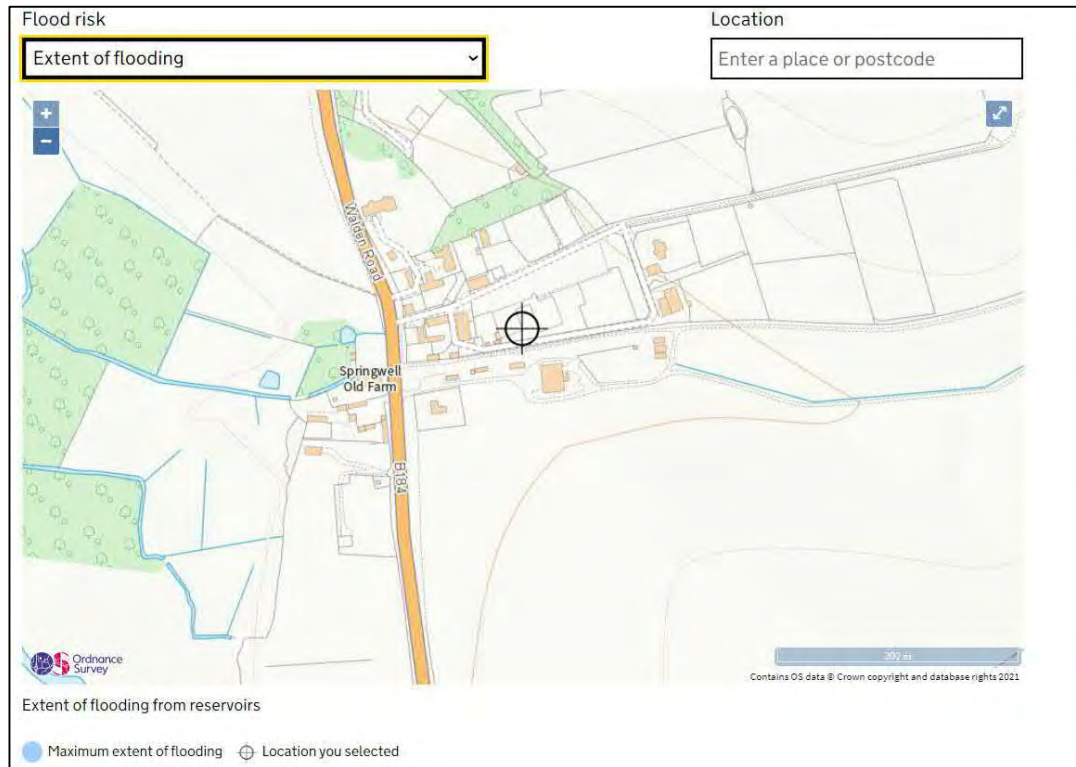 Flood risk
Location
Extent of flooding
Enter a place or postcode
+
−
Walden Road
Springwell
Old Farm
B184
Ordnance
Survey
200 m
Contains OS data © Crown copyright and database rights 2021
Extent of flooding from reservoirs
Maximum extent of flooding
Location you selected